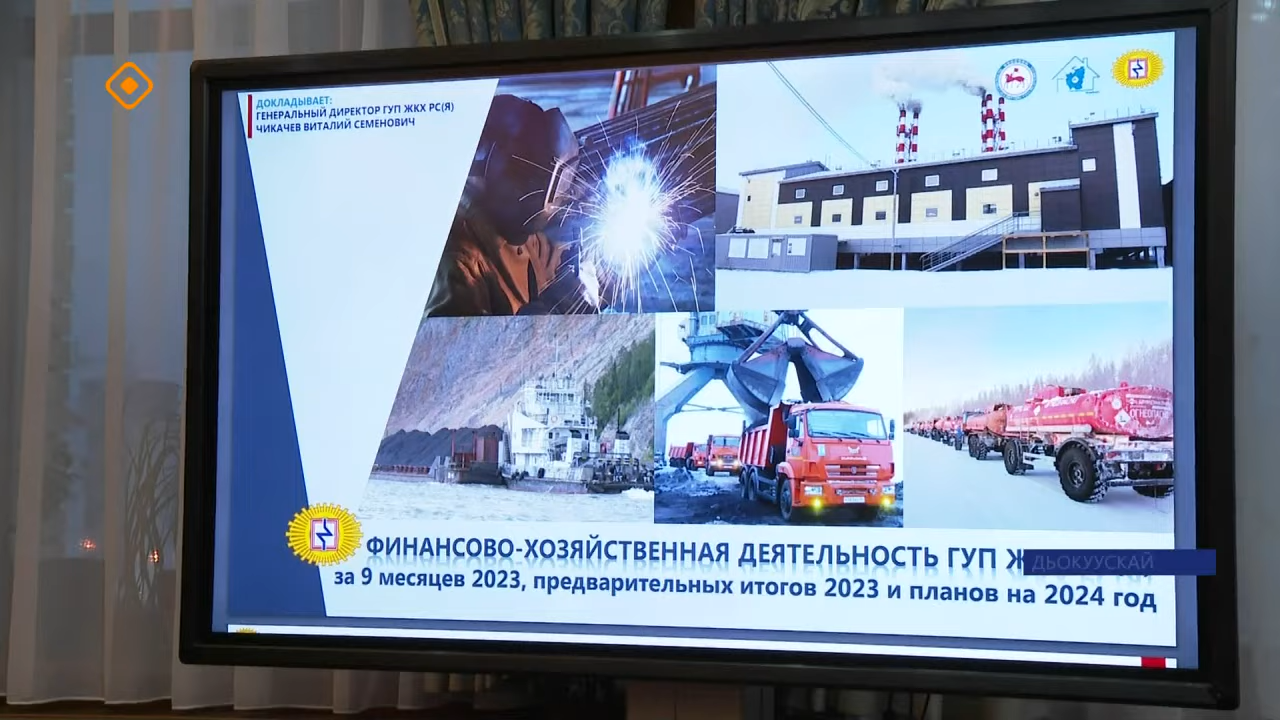 ДОКЛАДЫВАЕТ:
ГЕНЕРАЛЬНЫЙ ДИРЕКТОР ГУП ЖКХ РС(Я)
ЧИКАЧЕВ ВИТАЛИЙ СЕМЕНОВИЧ
ОГНЕОПАСНО
ФИНАНСОВО-ХОЗЯЙСТВЕННАЯ ДЕЯТЕЛЬНОСТЬ ГУП
ДЬОКУУСКАЙ
за 9 месяцев 2023, предварительных итогов 2023 и планов на 2024 год